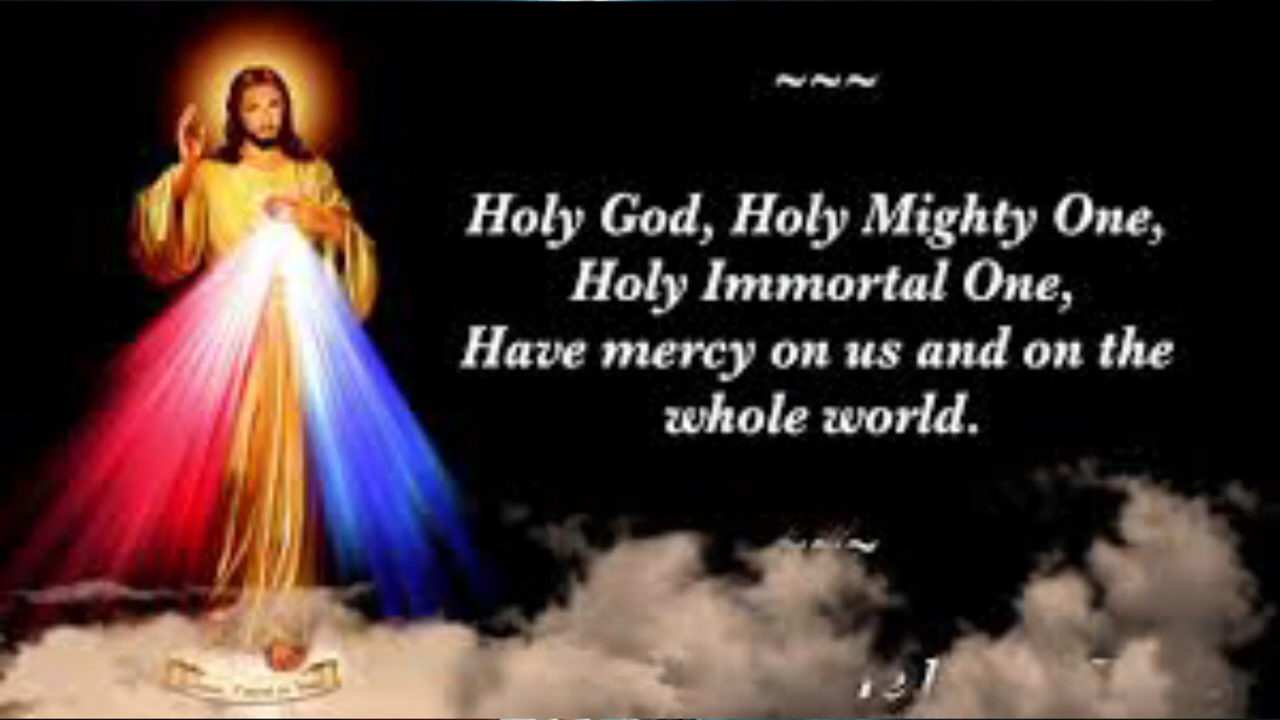 ~~~
Holy God, Holy Mighty One,
Holy Immortal One,
Have mercy on us and on the
whole world.
~~~